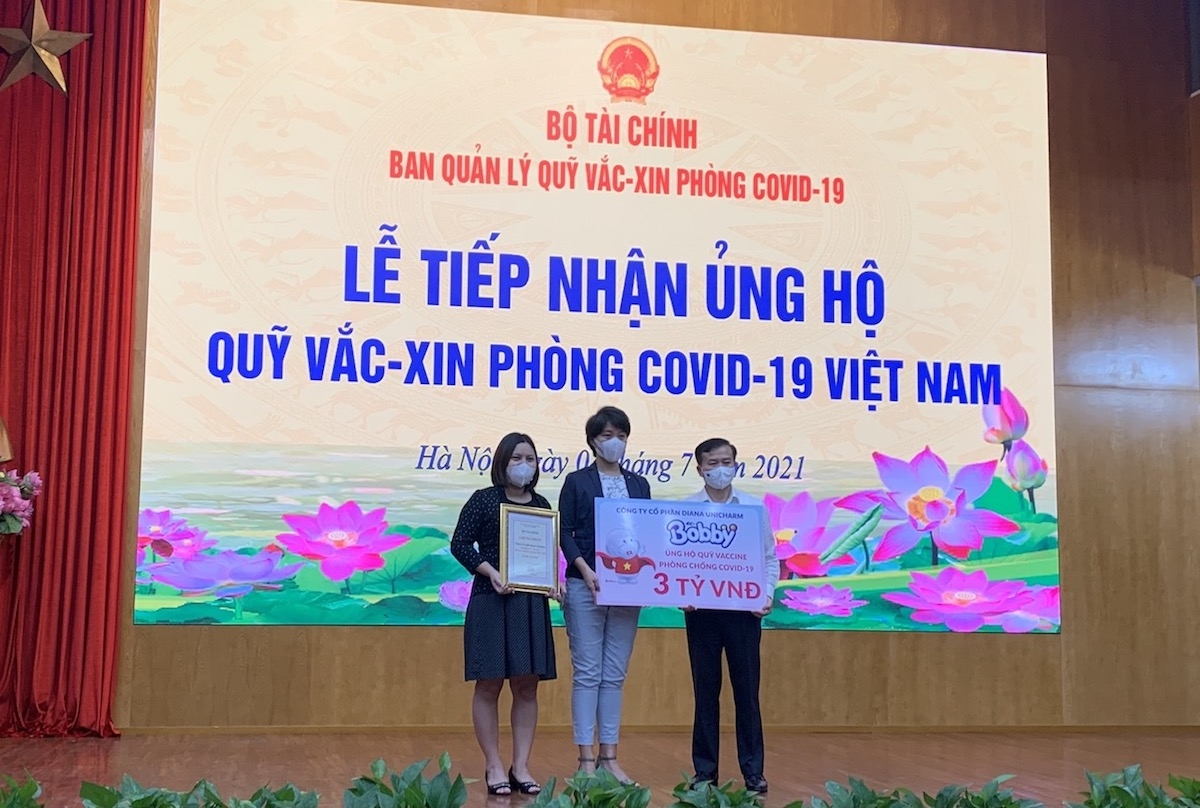 BỘ TÀI CHÍNH
BAN QUẢN LÝ QUỸ VẮC-XIN PHÒNG COVID-19
LỄ TIẾP NHẬN ỦNG HỘ
QUỸ VẮC-XIN PHÒNG COVID-19 VIỆT NAM
Hà Nội, ngày 2021
CÔNG TY CỔ PHẦN DIANA UNICHARM
Bobby
ỦNG HỘ QUỸ VACCINE
PHÒNG CHỐNG COVID-19
3 TỶ VNĐ